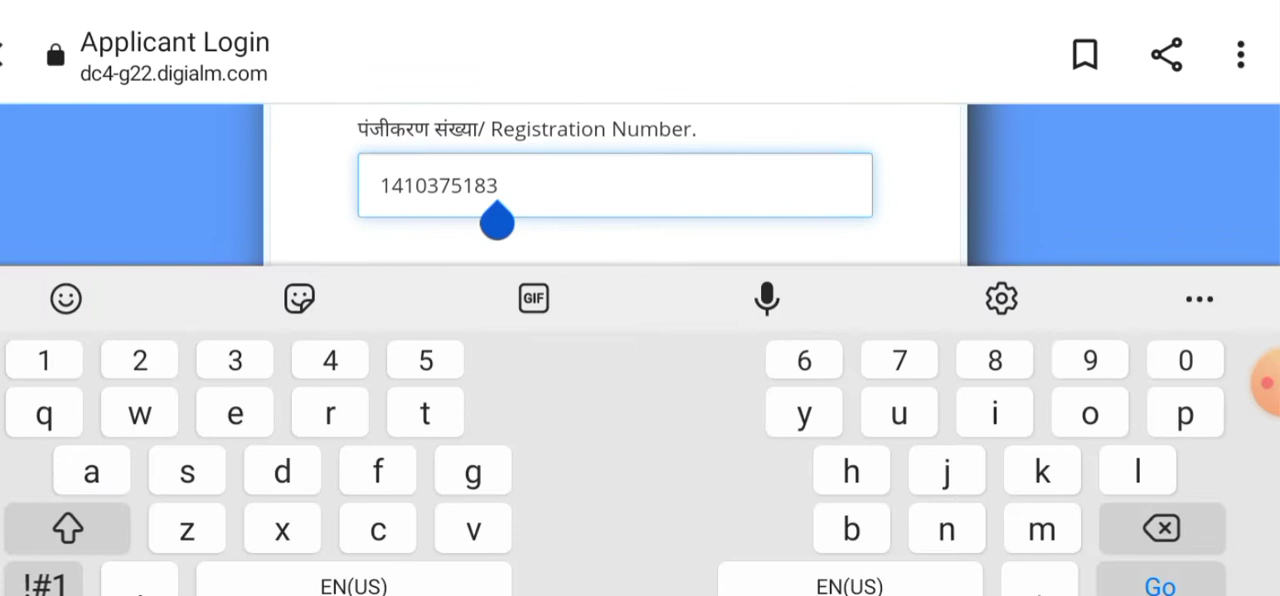 Applicant Login
dc4-g22.digialm.com
पंजीकरण संख्या/ Registration Number.
1410375183
GIF
1 2 3 4 5 6 7 8 9 0
q w e r t y u i o p
a s d f g h j k l
z x c v b n m
!#1 , EN(US) EN(US) . Go